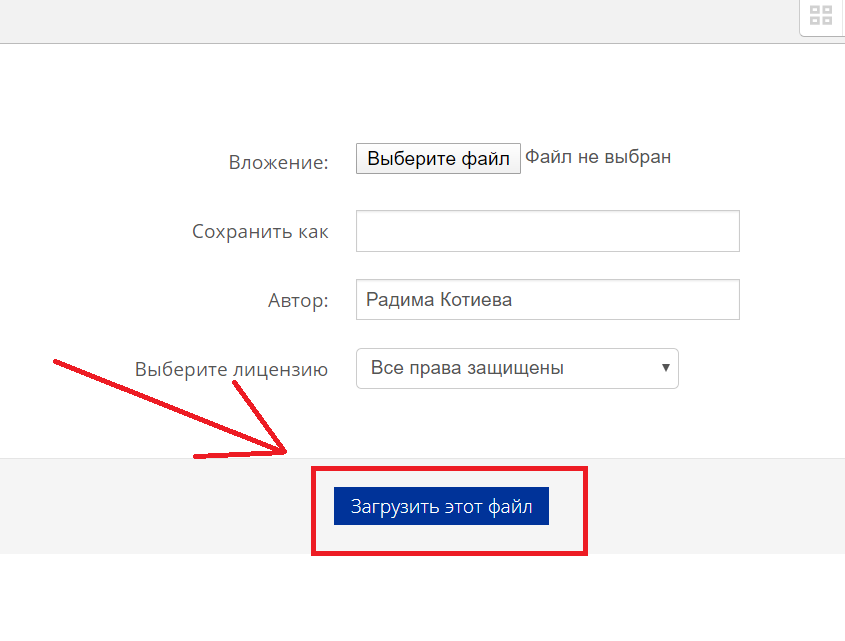 Вложение: Выберите файл Файл не выбран
Сохранить как
Автор: Радима Котиева
Выберите лицензию Все права защищены
Загрузить этот файл